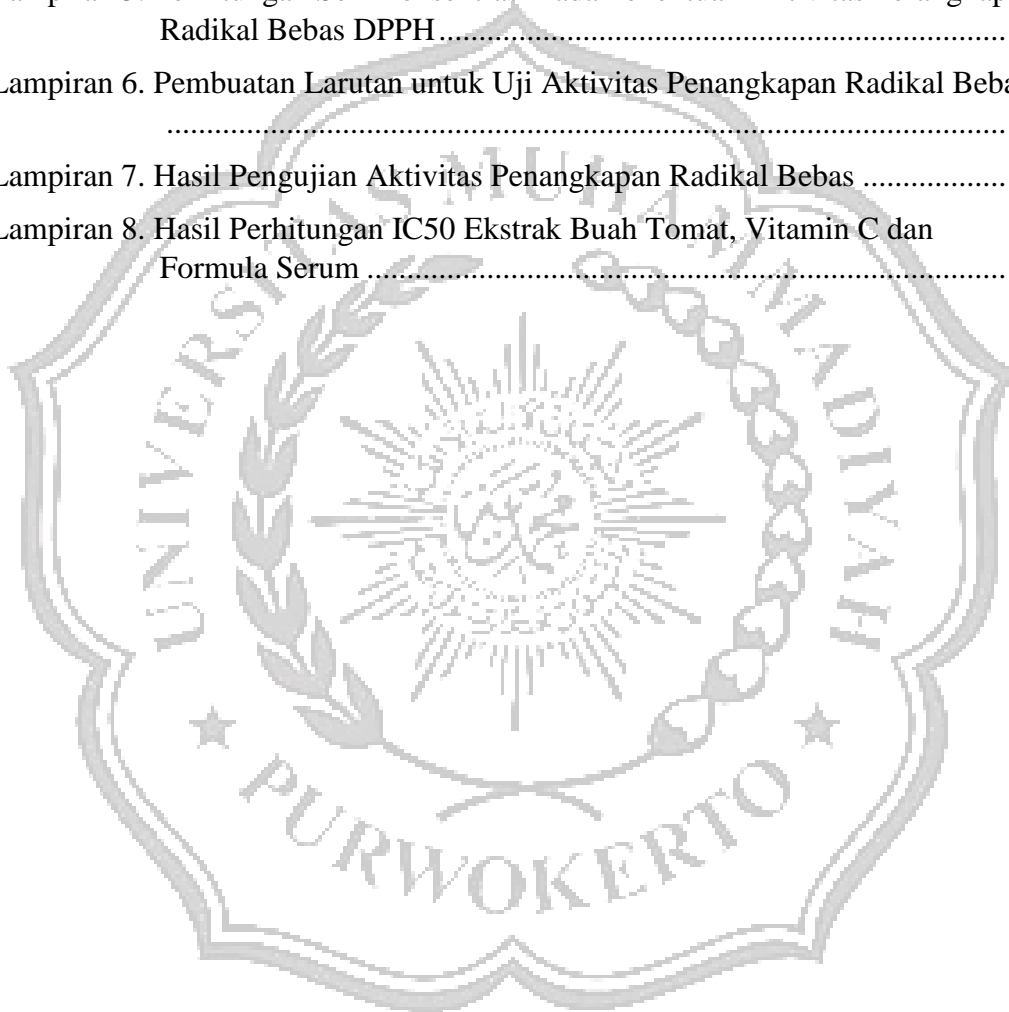 Radikal Bebas DPPH
Lampiran 6. Pembuatan Larutan untuk Uji Aktivitas Penangkapan Radikal Bebas
Lampiran 7. Hasil Pengujian Aktivitas Penangkapan Radikal Bebas
Lampiran 8. Hasil Perhitungan IC50 Ekstrak Buah Tomat, Vitamin C dan
Formula Serum
UNIVERSITAS MUHAMMADIYAH
PURWOKERTO